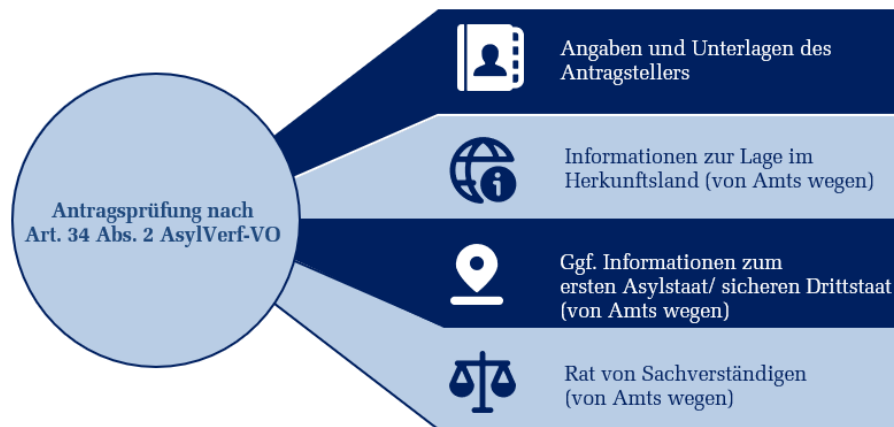 Antragsprüfung nach
Art. 34 Abs. 2 AsylVerf-VO
Angaben und Unterlagen des
Antragstellers
Informationen zur Lage im
Herkunftsland (von Amts wegen)
Ggf. Informationen zum
ersten Asylstaat/ sicheren Drittstaat
(von Amts wegen)
Rat von Sachverständigen
(von Amts wegen)